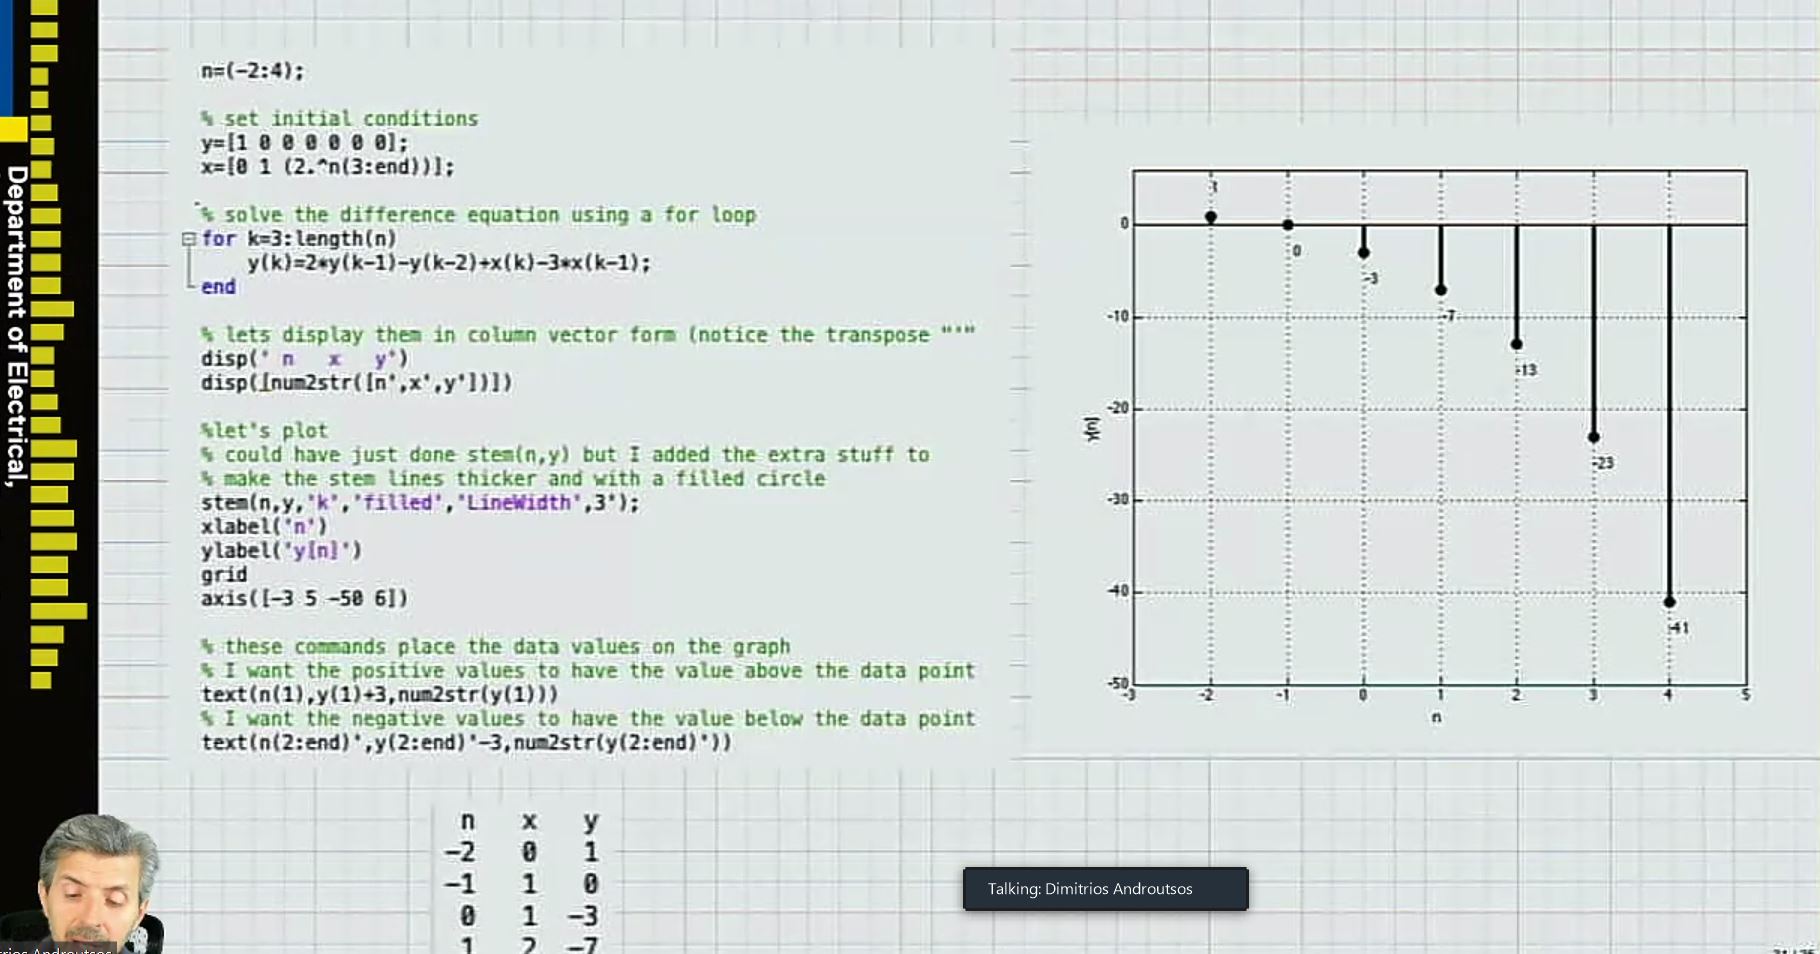 Department of Electrical,
n=(-2:4);
% set initial conditions
y=[1 0 0 0 0 0 0];
x=[0 1 (2.^n(3:end))];
% solve the difference equation using a for loop
for k=3:length(n)
y(k)=2*y(k-1)-y(k-2)+x(k)-3*x(k-1);
end
% lets display them in column vector form (notice the transpose "'"
disp(' n   x   y')
disp([num2str([n',x',y'])])
%let's plot
% could have just done stem(n,y) but I added the extra stuff to
% make the stem lines thicker and with a filled circle
stem(n,y,'k','filled','LineWidth',3');
xlabel('n')
ylabel('y[n]')
grid
axis([-3 5 -50 6])
% these commands place the data values on the graph
% I want the positive values to have the value above the data point
text(n(1),y(1)+3,num2str(y(1)))
% I want the negative values to have the value below the data point
text(n(2:end)',y(2:end)'-3,num2str(y(2:end)'))
n x y
-2 0 1
-1 1 0
0 1 -3
1 2 -7
y[n]
0
-10
-20
-30
-40
-50
1
0
-3
-7
-13
-23
-41
-3 -2 -1 0 1 2 3 4 5
n
Talking: Dimitrios Androutsos